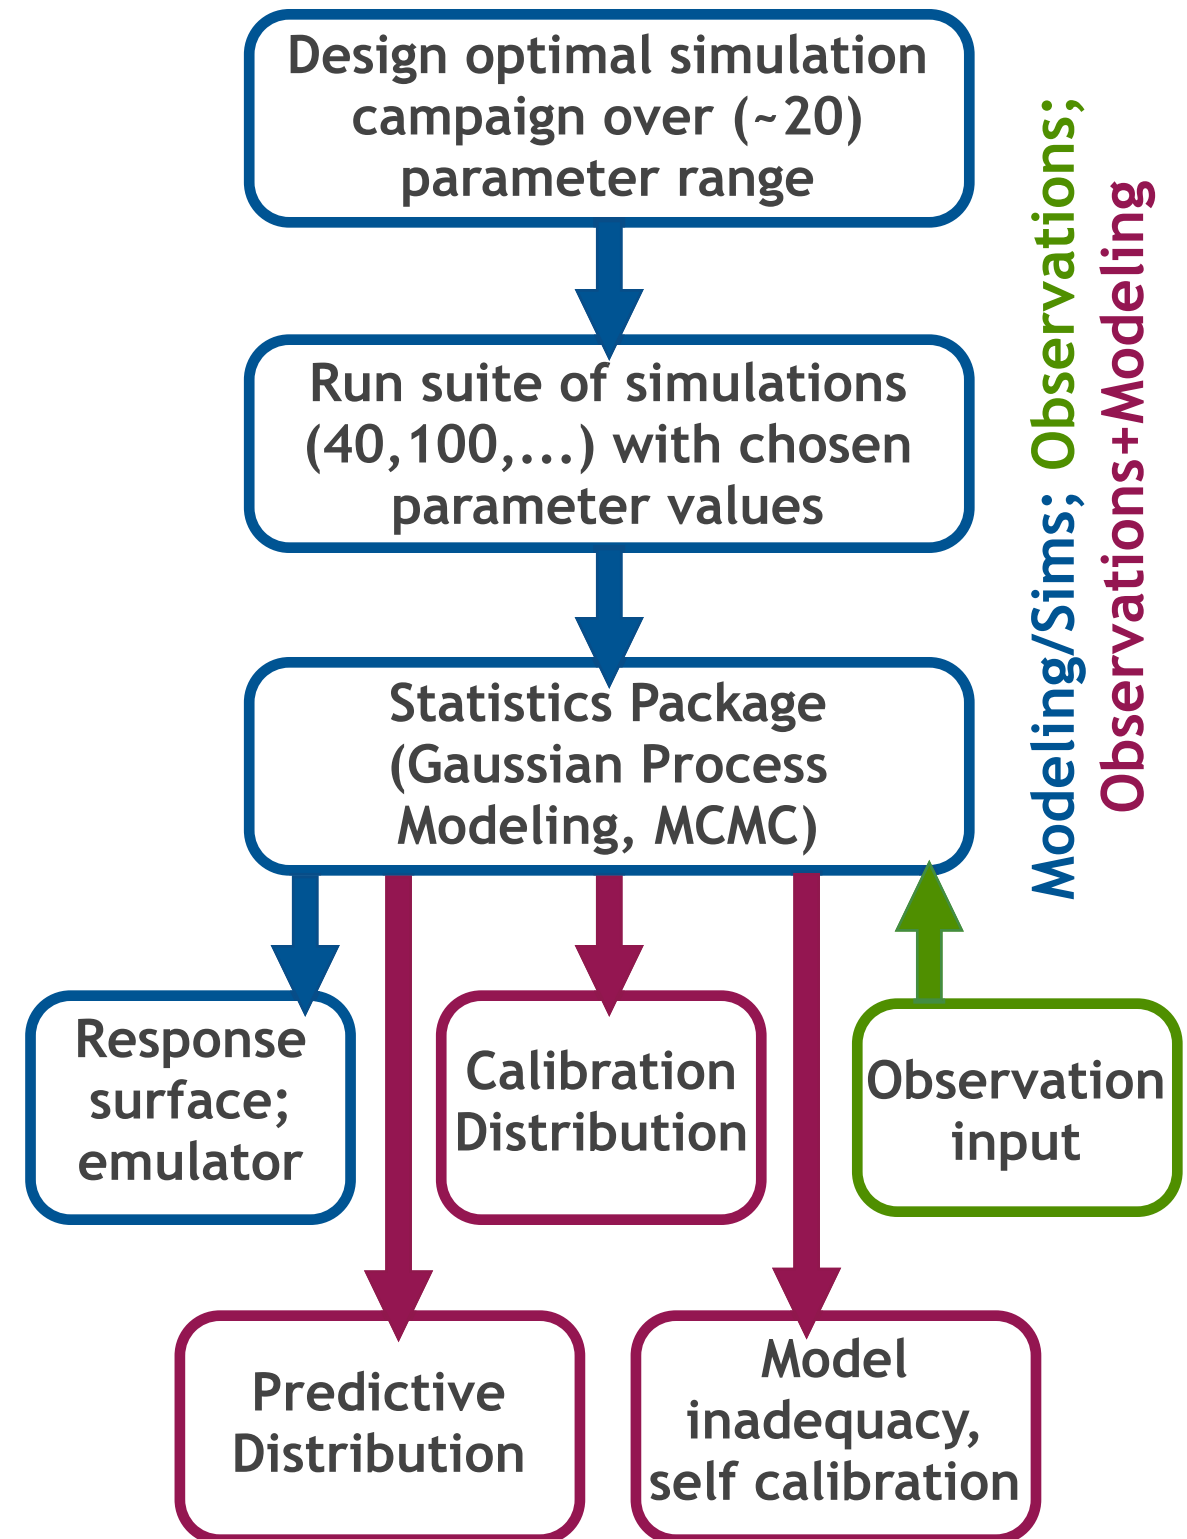 Design optimal simulation
campaign over (~20)
parameter range
Run suite of simulations
(40,100,...) with chosen
parameter values
Statistics Package
(Gaussian Process
Modeling, MCMC)
Modeling/Sims; Observations;
Observations+Modeling
Response
surface;
emulator
Calibration
Distribution
Observation
input
Predictive
Distribution
Model
inadequacy,
self calibration